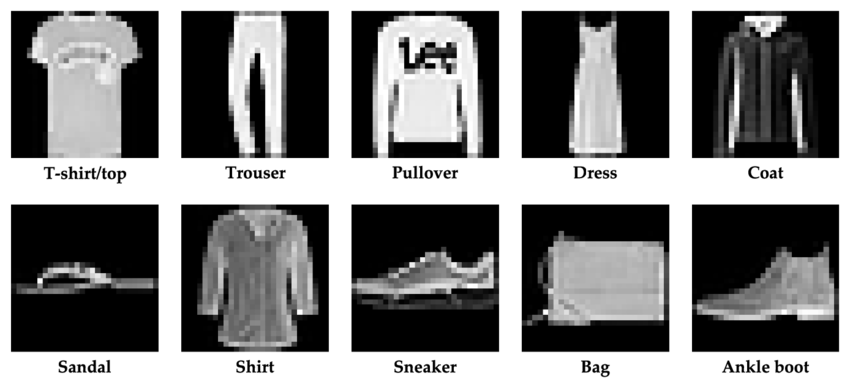 Lee
T-shirt/top
Trouser
Pullover
Dress
Coat
Sandal
Shirt
Sneaker
Bag
Ankle boot